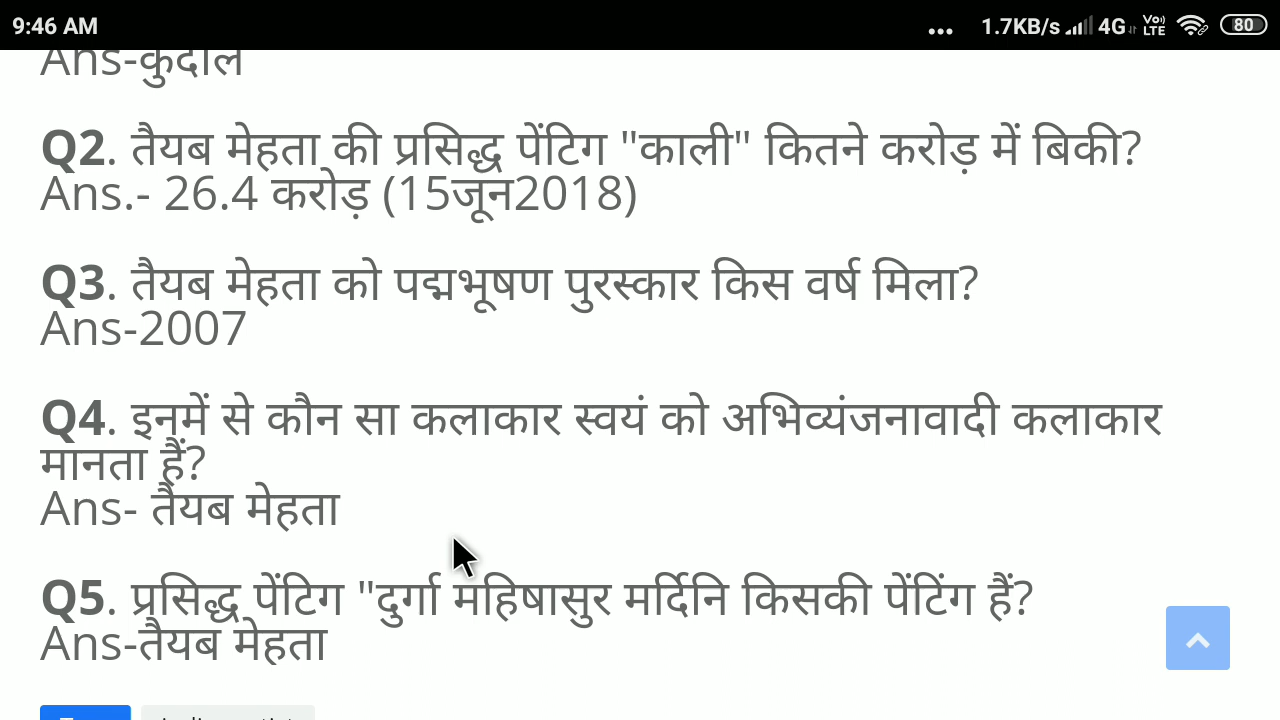 9:46 AM ... 1.7KB/s 4G Vo) LTE 80
Ans-कुदाल
Q2. तैयब मेहता की प्रसिद्ध पेंटिग "काली" कितने करोड़ में बिकी?
Ans.- 26.4 करोड़ (15जून2018)
Q3. तैयब मेहता को पद्मभूषण पुरस्कार किस वर्ष मिला?
Ans-2007
Q4. इनमें से कौन सा कलाकार स्वयं को अभिव्यंजनावादी कलाकार
मानता हैं?
Ans- तैयब मेहता
Q5. प्रसिद्ध पेंटिग "दुर्गा महिषासुर मर्दिनि किसकी पेंटिंग हैं?
Ans-तैयब मेहता